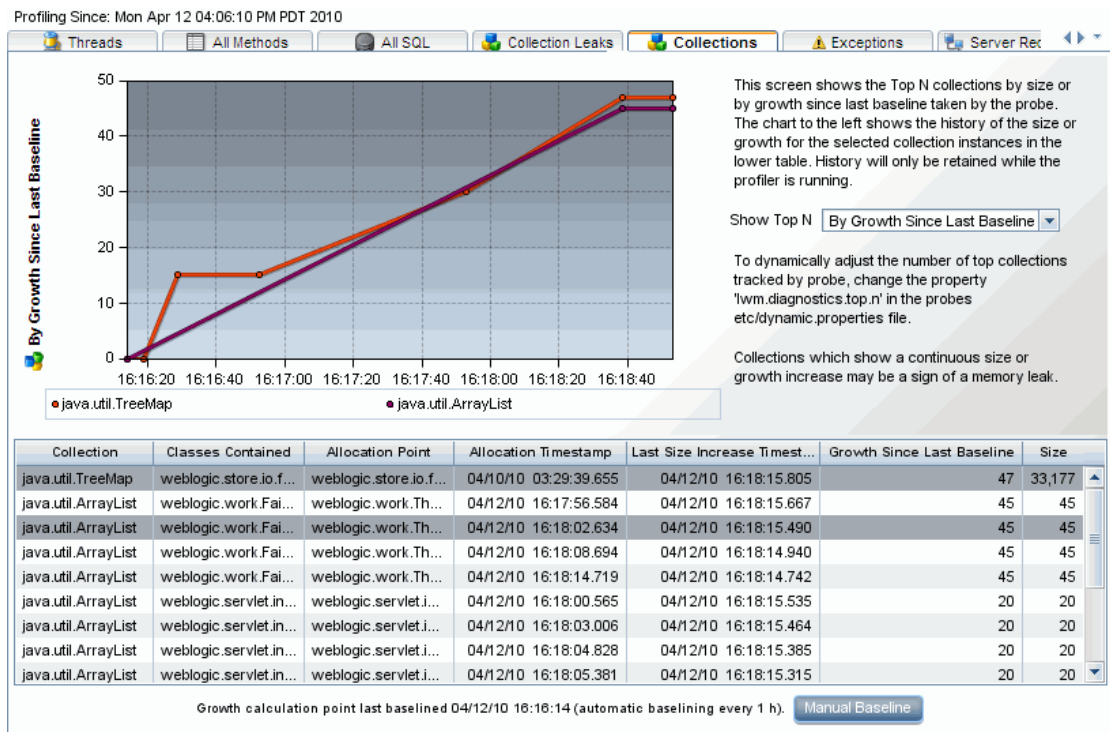 Profiling Since: Mon Apr 12 04:06:10 PM PDT 2010
Threads All Methods All SQL Collection Leaks Collections Exceptions Server Rec
By Growth Since Last Baseline
50
40
30
20
10
0
16:16:20 16:16:40 16:17:00 16:17:20 16:17:40 16:18:00 16:18:20 16:18:40
java.util.TreeMap java.util.ArrayList
This screen shows the Top N collections by size or
by growth since last baseline taken by the probe.
The chart to the left shows the history of the size or
growth for the selected collection instances in the
lower table. History will only be retained while the
profiler is running.
Show Top N By Growth Since Last Baseline
To dynamically adjust the number of top collections
tracked by probe, change the property
'lwm.diagnostics.top.n' in the probes
etc/dynamic.properties file.
Collections which show a continuous size or
growth increase may be a sign of a memory leak.
Collection Classes Contained Allocation Point Allocation Timestamp Last Size Increase Timest... Growth Since Last Baseline Size
java.util.TreeMap weblogic.store.io.f... weblogic.store.io.f... 04/10/10 03:29:39.655 04/12/10 16:18:15.805 47 33,177
java.util.ArrayList weblogic.work.Fai... weblogic.work.Th... 04/12/10 16:17:56.584 04/12/10 16:18:15.667 45 45
java.util.ArrayList weblogic.work.Fai... weblogic.work.Th... 04/12/10 16:18:02.634 04/12/10 16:18:15.490 45 45
java.util.ArrayList weblogic.work.Fai... weblogic.work.Th... 04/12/10 16:18:08.694 04/12/10 16:18:14.940 45 45
java.util.ArrayList weblogic.work.Fai... weblogic.work.Th... 04/12/10 16:18:14.719 04/12/10 16:18:14.742 45 45
java.util.ArrayList weblogic.servlet.in... weblogic.servlet.i... 04/12/10 16:18:00.565 04/12/10 16:18:15.535 20 20
java.util.ArrayList weblogic.servlet.in... weblogic.servlet.i... 04/12/10 16:18:03.006 04/12/10 16:18:15.464 20 20
java.util.ArrayList weblogic.servlet.in... weblogic.servlet.i... 04/12/10 16:18:04.828 04/12/10 16:18:15.385 20 20
java.util.ArrayList weblogic.servlet.in... weblogic.servlet.i... 04/12/10 16:18:05.381 04/12/10 16:18:15.315 20 20
Growth calculation point last baselined 04/12/10 16:16:14 (automatic baselining every 1 h). Manual Baseline